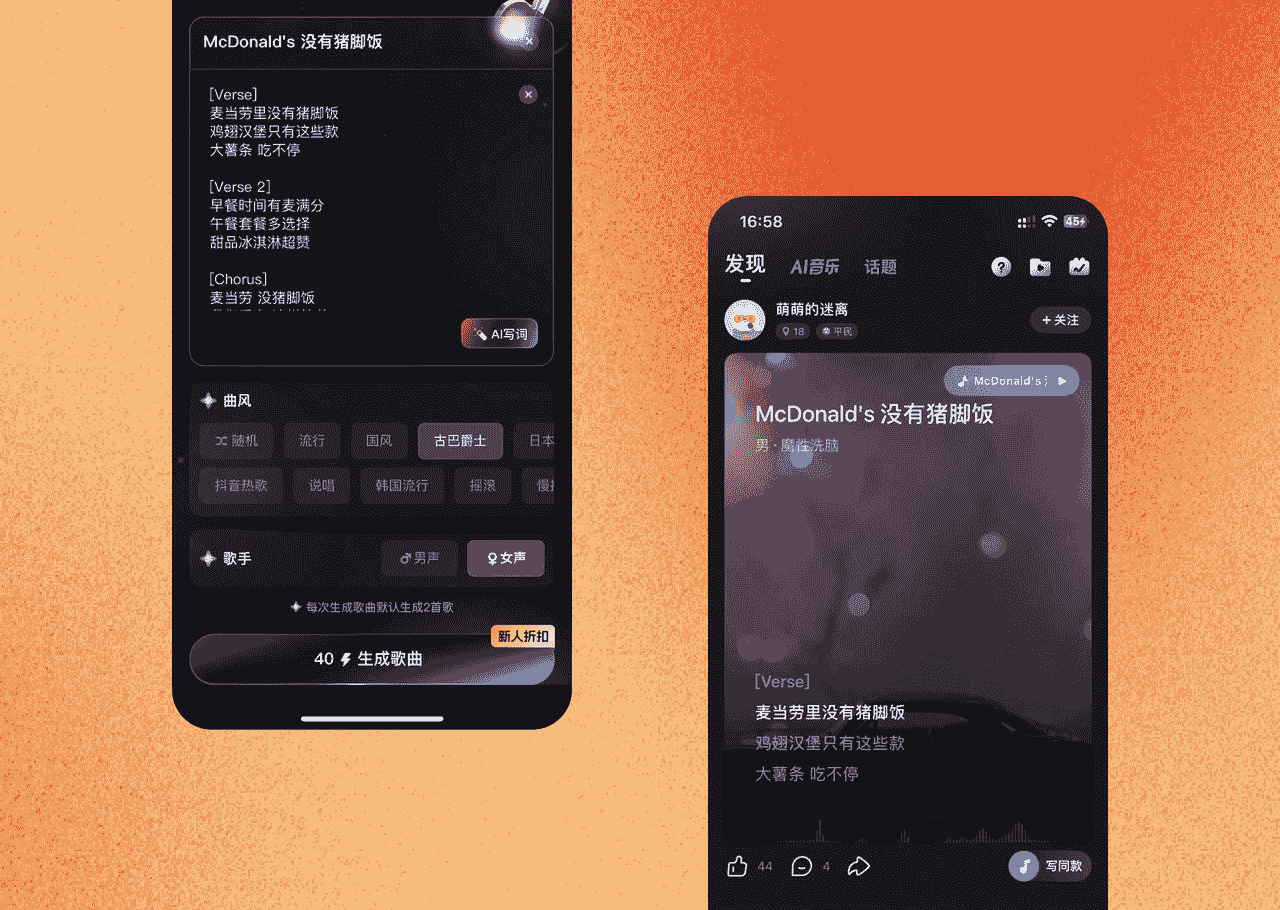 McDonald's 没有猪脚饭
[Verse]
麦当劳里没有猪脚饭
鸡翅汉堡只有这些款
大薯条 吃不停
[Verse 2]
早餐时间有麦满分
午餐套餐多选择
甜品冰淇淋超赞
[Chorus]
麦当劳 没猪脚饭
AI写词
曲风
随机 流行 国风 古巴爵士 日本
抖音热歌 说唱 韩国流行 摇滚 慢
歌手
男声 女声
每次生成歌曲默认生成2首歌
新人折扣
40 生成歌曲
16:58
45
发现 AI音乐 话题
萌萌的迷离
18 平民
+关注
McDonald's
McDonald's 没有猪脚饭
男 · 魔性洗脑
[Verse]
麦当劳里没有猪脚饭
鸡翅汉堡只有这些款
大薯条 吃不停
44 4
写同款